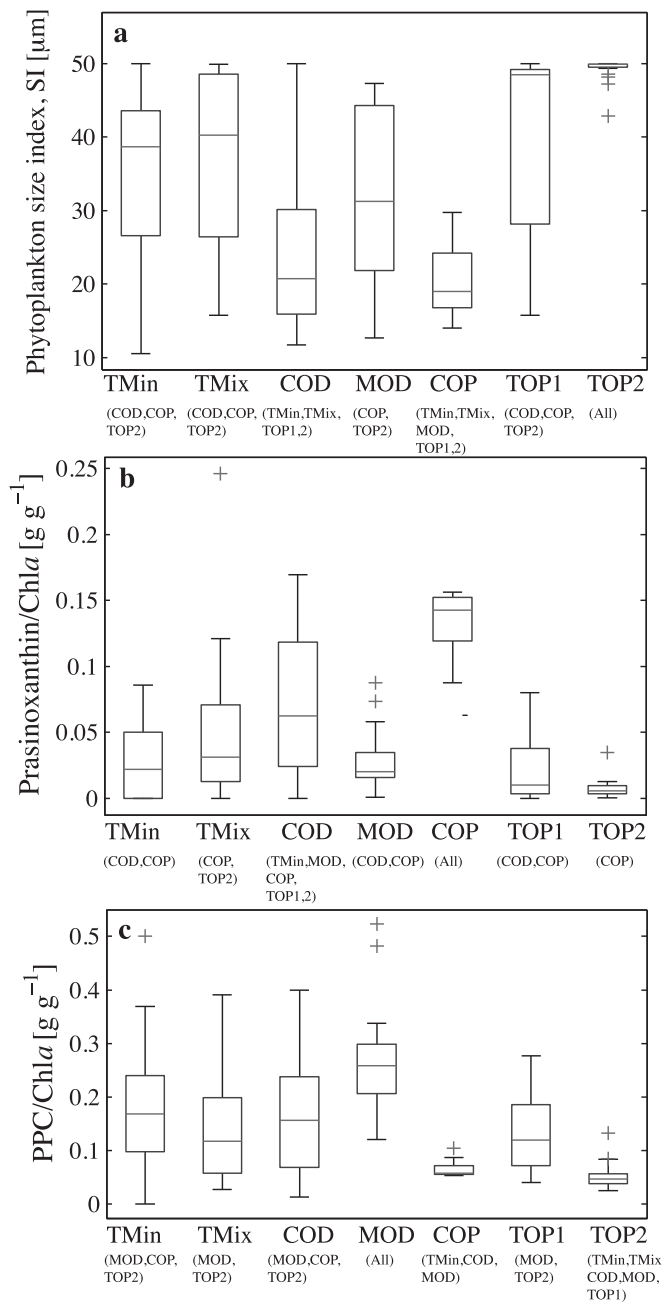 a
Phytoplankton size index, SI [µm]
50
40
30
20
10
TMin TMix COD MOD COP TOP1 TOP2
(COD,COP, (COD,COP, (TMin,TMix, (COP, (TMin,TMix, (COD,COP, (All)
TOP2) TOP2) TOP1,2) TOP2) MOD, TOP2)
TOP1,2)
b
Prasinoxanthin/Chla [g g−1]
0.25
0.2
0.15
0.1
0.05
0
TMin TMix COD MOD COP TOP1 TOP2
(COD,COP) (COP, (TMin,MOD, (COD,COP) (All) (COD,COP) (COP)
TOP2) COP,
TOP1,2)
c
PPC/Chla [g g−1]
0.5
0.4
0.3
0.2
0.1
0
TMin TMix COD MOD COP TOP1 TOP2
(MOD,COP, (MOD, (MOD,COP, (All) (TMin,COD, (MOD, (TMin,TMix
TOP2) TOP2) TOP2) MOD) TOP2) COD,MOD,
TOP1)